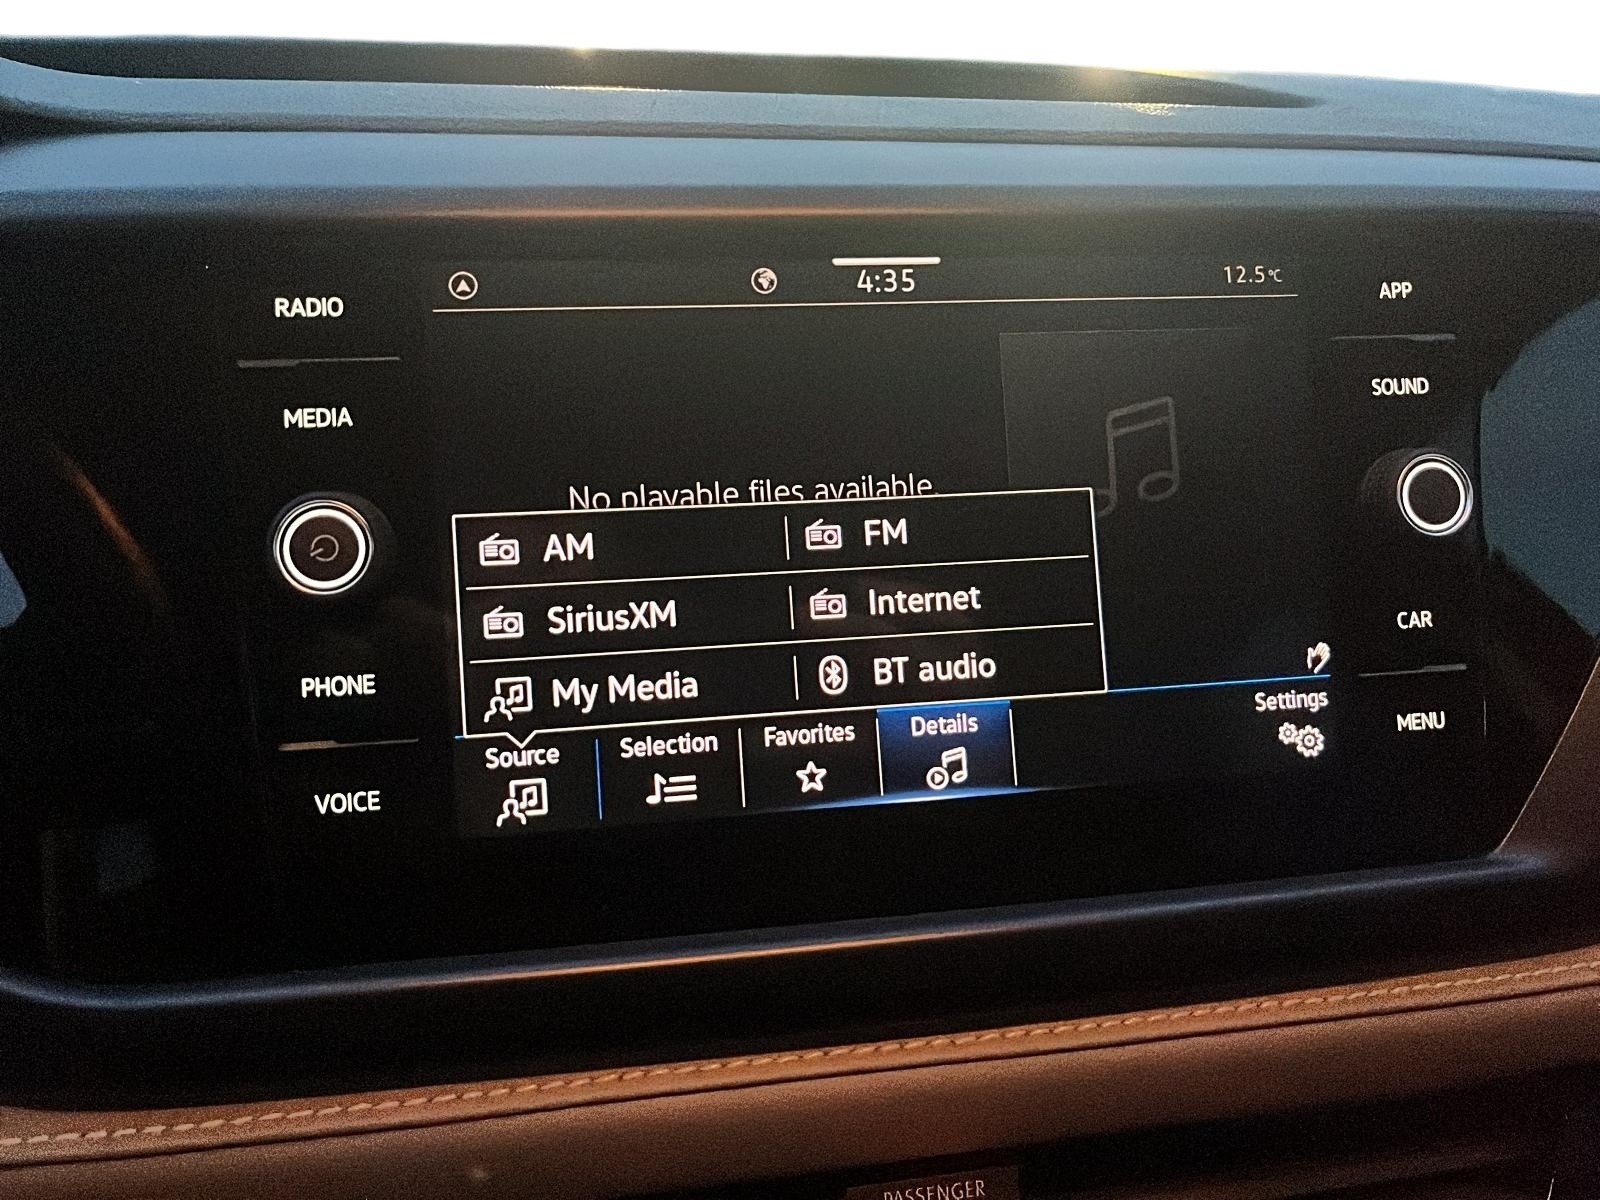 4:35
12.5°C
RADIO
MEDIA
PHONE
VOICE
No playable files available.
AM
FM
SiriusXM
Internet
My Media
BT audio
Source
Selection
Favorites
Details
Settings
APP
SOUND
CAR
MENU
PASSENGER